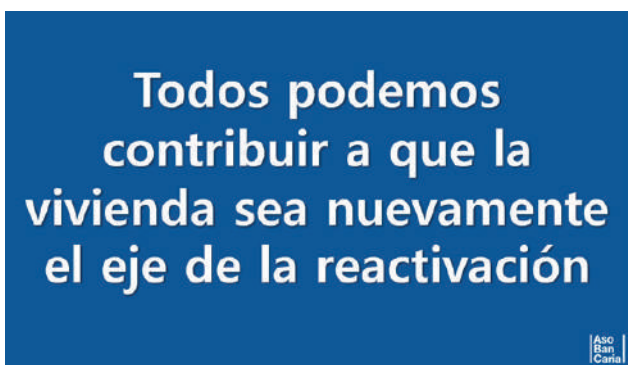 Todos podemos
contribuir a que la
vivienda sea nuevamente
el eje de la reactivación
Aso
Ban
Caria